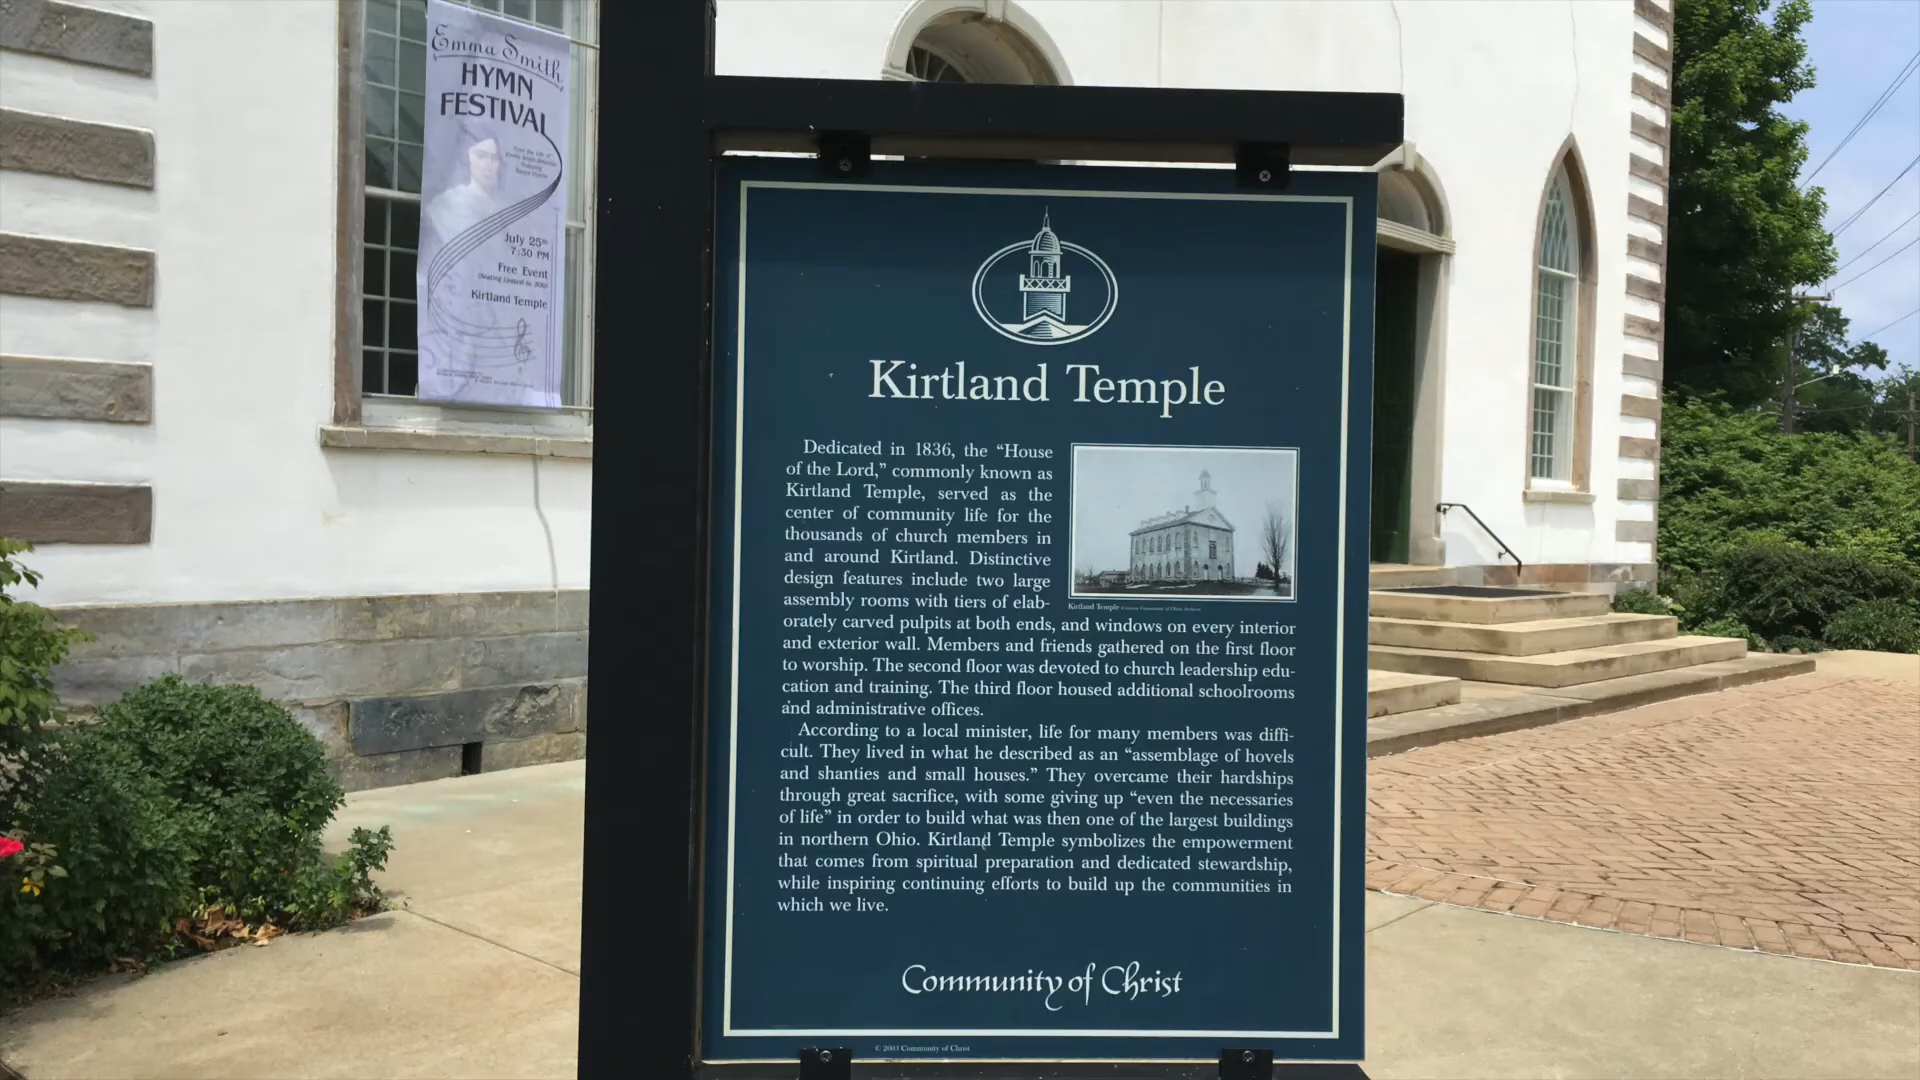 Emma Smith
HYMN
FESTIVAL
July 25th
7:30 PM
Free Event
(Seating Limited to 300)
Kirtland Temple
Kirtland Temple
Dedicated in 1836, the “House
of the Lord,” commonly known as
Kirtland Temple, served as the
center of community life for the
thousands of church members in
and around Kirtland. Distinctive
design features include two large
assembly rooms with tiers of elab-
orately carved pulpits at both ends, and windows on every interior
and exterior wall. Members and friends gathered on the first floor
to worship. The second floor was devoted to church leadership edu-
cation and training. The third floor housed additional schoolrooms
and administrative offices.
Kirtland Temple
According to a local minister, life for many members was diffi-
cult. They lived in what he described as an “assemblage of hovels
and shanties and small houses.” They overcame their hardships
through great sacrifice, with some giving up “even the necessaries
of life” in order to build what was then one of the largest buildings
in northern Ohio. Kirtland Temple symbolizes the empowerment
that comes from spiritual preparation and dedicated stewardship,
while inspiring continuing efforts to build up the communities in
which we live.
Community of Christ
© 2003 Community of Christ